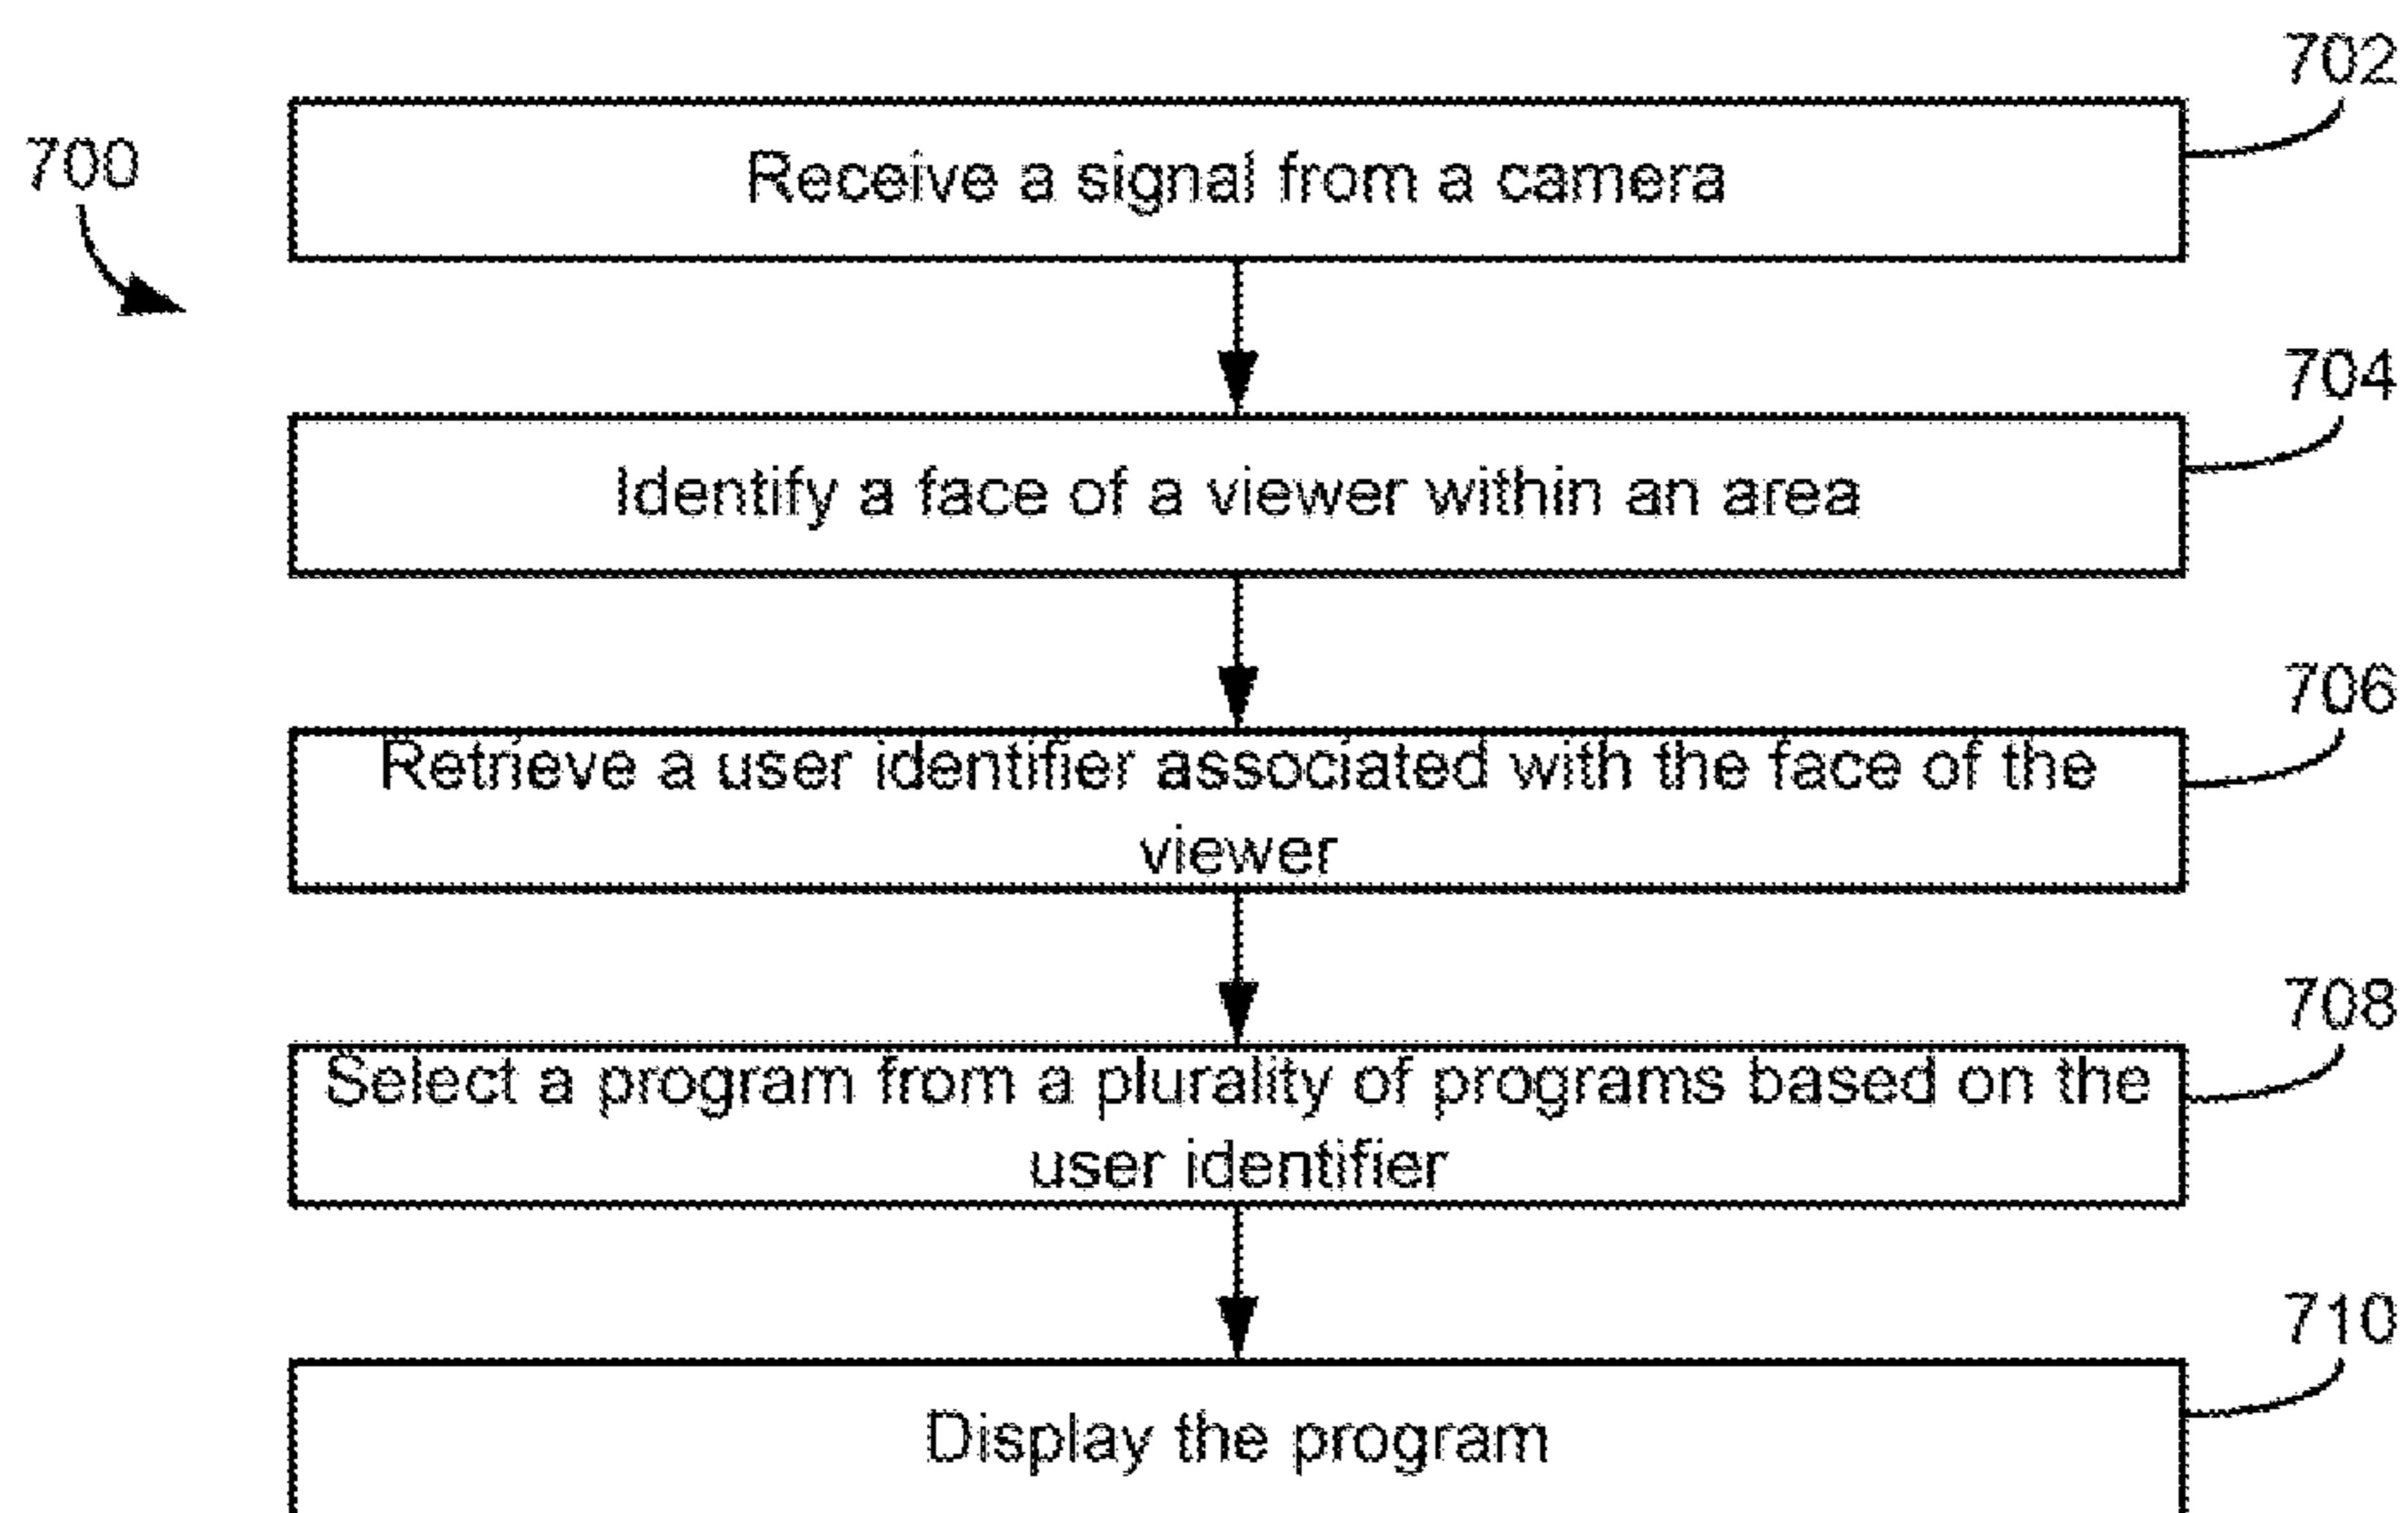 702
700
Receive a signal from a camera
704
Identify a face of a viewer within an area
706
Retrieve a user identifier associated with the face of the
viewer
708
Select a program from a plurality of programs based on the
user identifier
710
Display the program